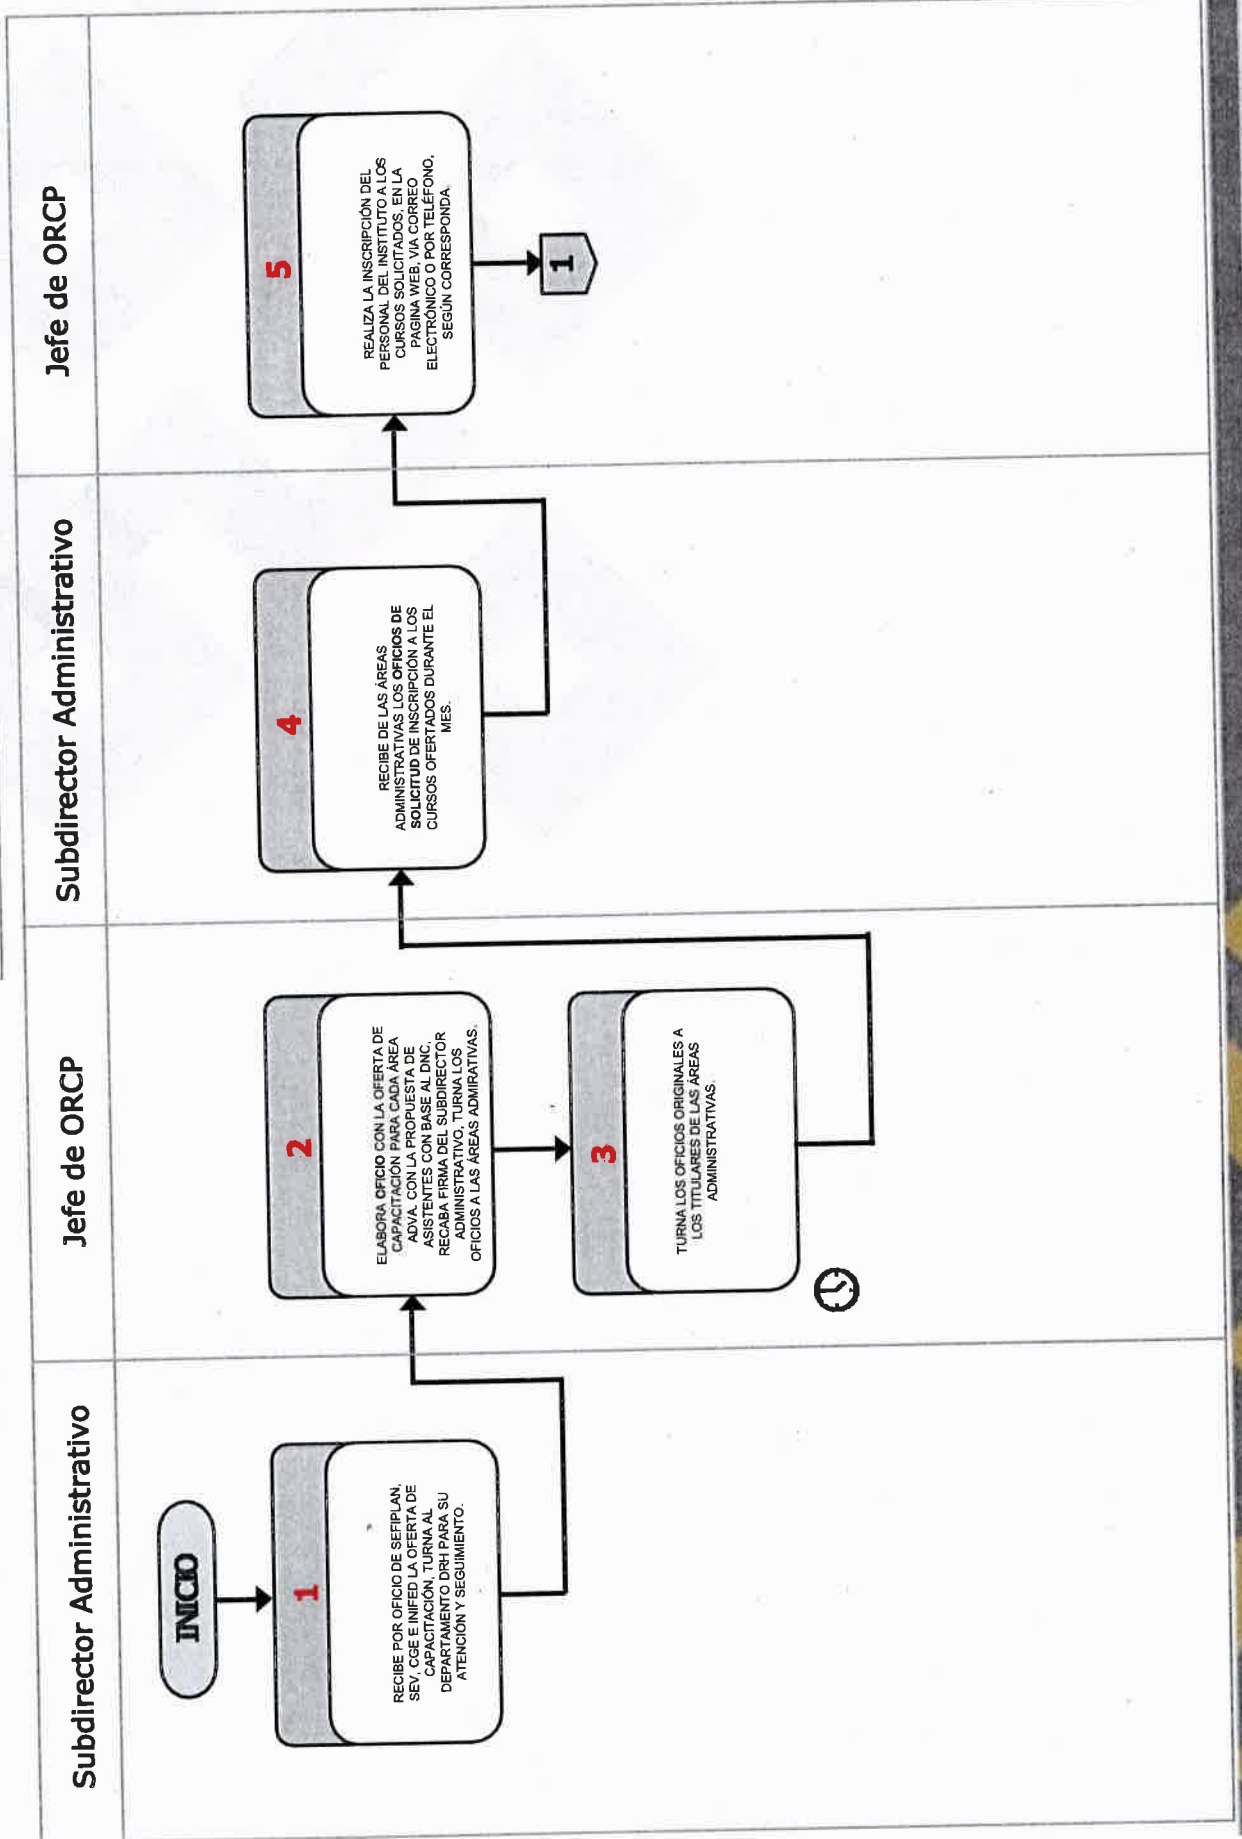 Subdirector Administrativo
Jefe de ORCP
Subdirector Administrativo
Jefe de ORCP
INICIO
1
RECIBE POR OFICIO DE SEFIPLAN,
SEV, CGE E INIFED LA OFERTA DE
CAPACITACIÓN, TURNA AL
DEPARTAMENTO DRH PARA SU
ATENCIÓN Y SEGUIMIENTO.
2
ELABORA OFICIO CON LA OFERTA DE
CAPACITACIÓN PARA CADA ÁREA
ADVA. CON LA PROPUESTA DE
ASISTENTES CON BASE AL DNC,
RECABA FIRMA DEL SUBDIRECTOR
ADMINISTRATIVO, TURNA LOS
OFICIOS A LAS ÁREAS ADMIRATIVAS.
3
TURNA LOS OFICIOS ORIGINALES A
LOS TITULARES DE LAS ÁREAS
ADMINISTRATIVAS.
4
RECIBE DE LAS ÁREAS
ADMINISTRATIVAS LOS OFICIOS DE
SOLICITUD DE INSCRIPCIÓN A LOS
CURSOS OFERTADOS DURANTE EL
MES.
5
REALIZA LA INSCRIPCIÓN DEL
PERSONAL DEL INSTITUTO A LOS
CURSOS SOLICITADOS, EN LA
PAGINA WEB, VIA CORREO
ELECTRÓNICO O POR TELÉFONO,
SEGÚN CORRESPONDA.
1